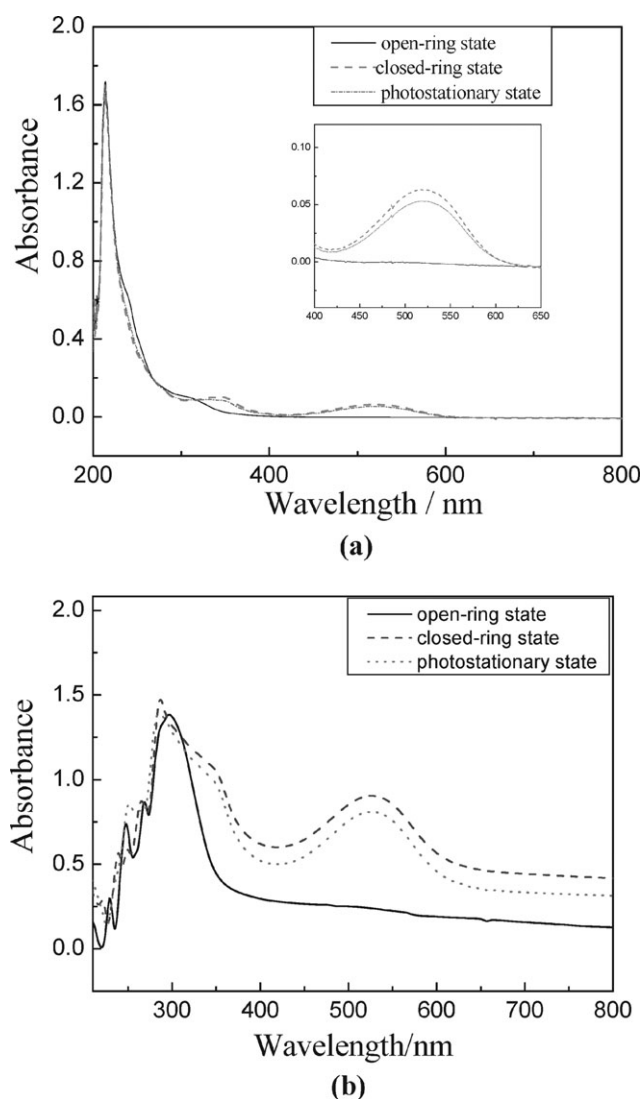 2.0
1.6
1.2
0.8
0.4
0.0
Absorbance
open-ring state
closed-ring state
photostationary state
0.10
0.05
0.00
400 450 500 550 600 650
200 400 600 800
Wavelength / nm
(a)
2.0
1.5
1.0
0.5
0.0
Absorbance
open-ring state
closed-ring state
photostationary state
300 400 500 600 700 800
Wavelength/nm
(b)